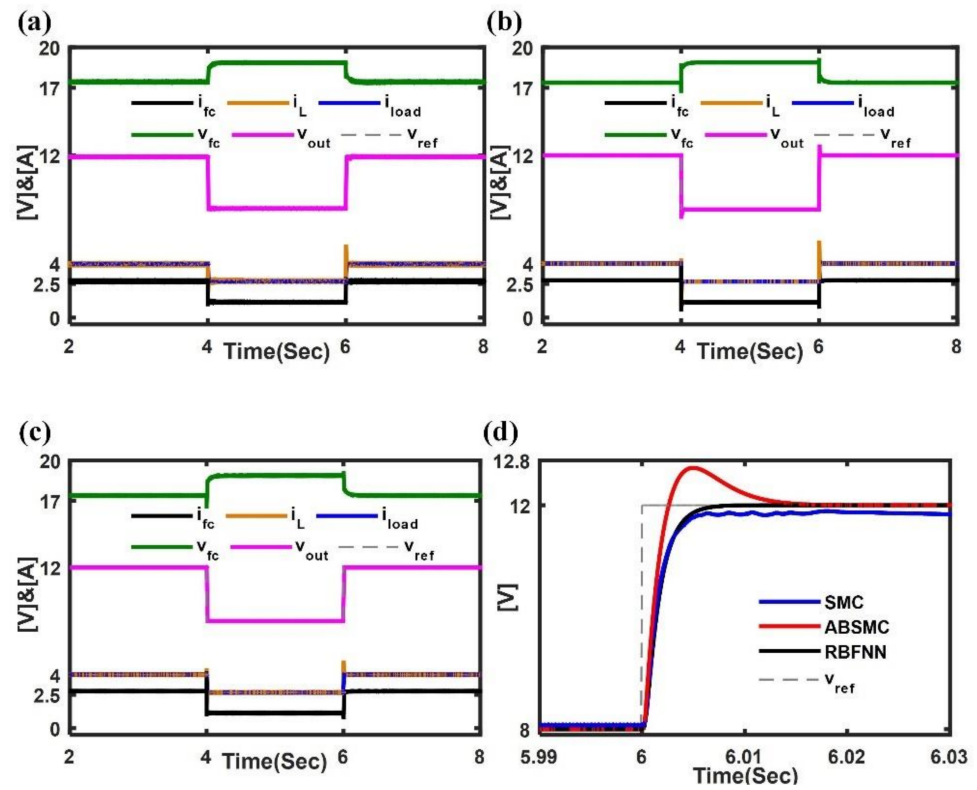 (a)
20
17
i_fc i_L i_load
v_fc v_out v_ref
12
[V]&[A]
4
2.5
0
2 4 6 8
Time(Sec)
(b)
20
17
i_fc i_L i_load
v_fc v_out v_ref
12
[V]&[A]
4
2.5
0
2 4 6 8
Time(Sec)
(c)
20
17
i_fc i_L i_load
v_fc v_out v_ref
12
[V]&[A]
4
2.5
0
2 4 6 8
Time(Sec)
(d)
12.8
12
[V]
SMC
ABSMC
RBFNN
v_ref
8
5.99 6 6.01 6.02 6.03
Time(Sec)